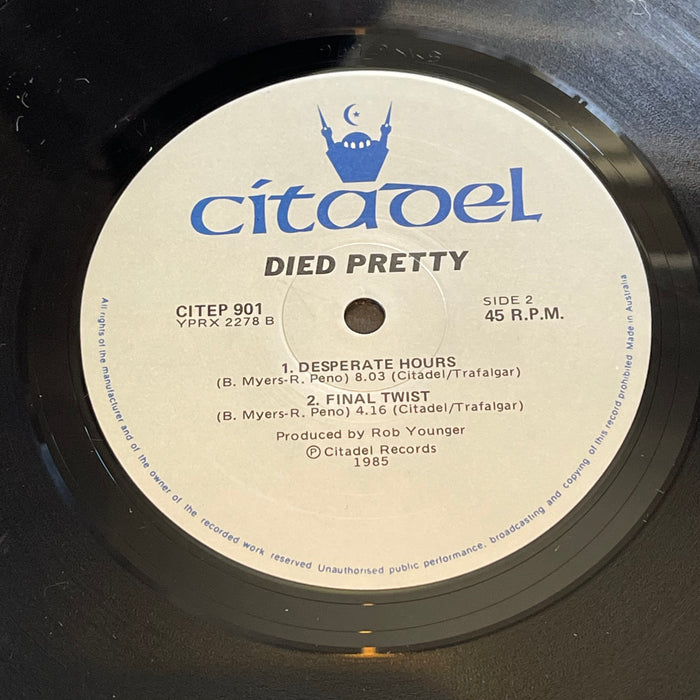 citadel
DIED PRETTY
CITEP 901
YPRX 2278 B
SIDE 2
45 R.P.M.
1. DESPERATE HOURS
(B. Myers-R. Peno) 8.03 (Citadel/Trafalgar)
2. FINAL TWIST
(B. Myers-R. Peno) 4.16 (Citadel/Trafalgar)
Produced by Rob Younger
Ⓟ Citadel Records
1985
All rights of the manufacturer and of the owner of the recorded work reserved Unauthorised public performance, broadcasting and copying of this record prohibited Made in Australia